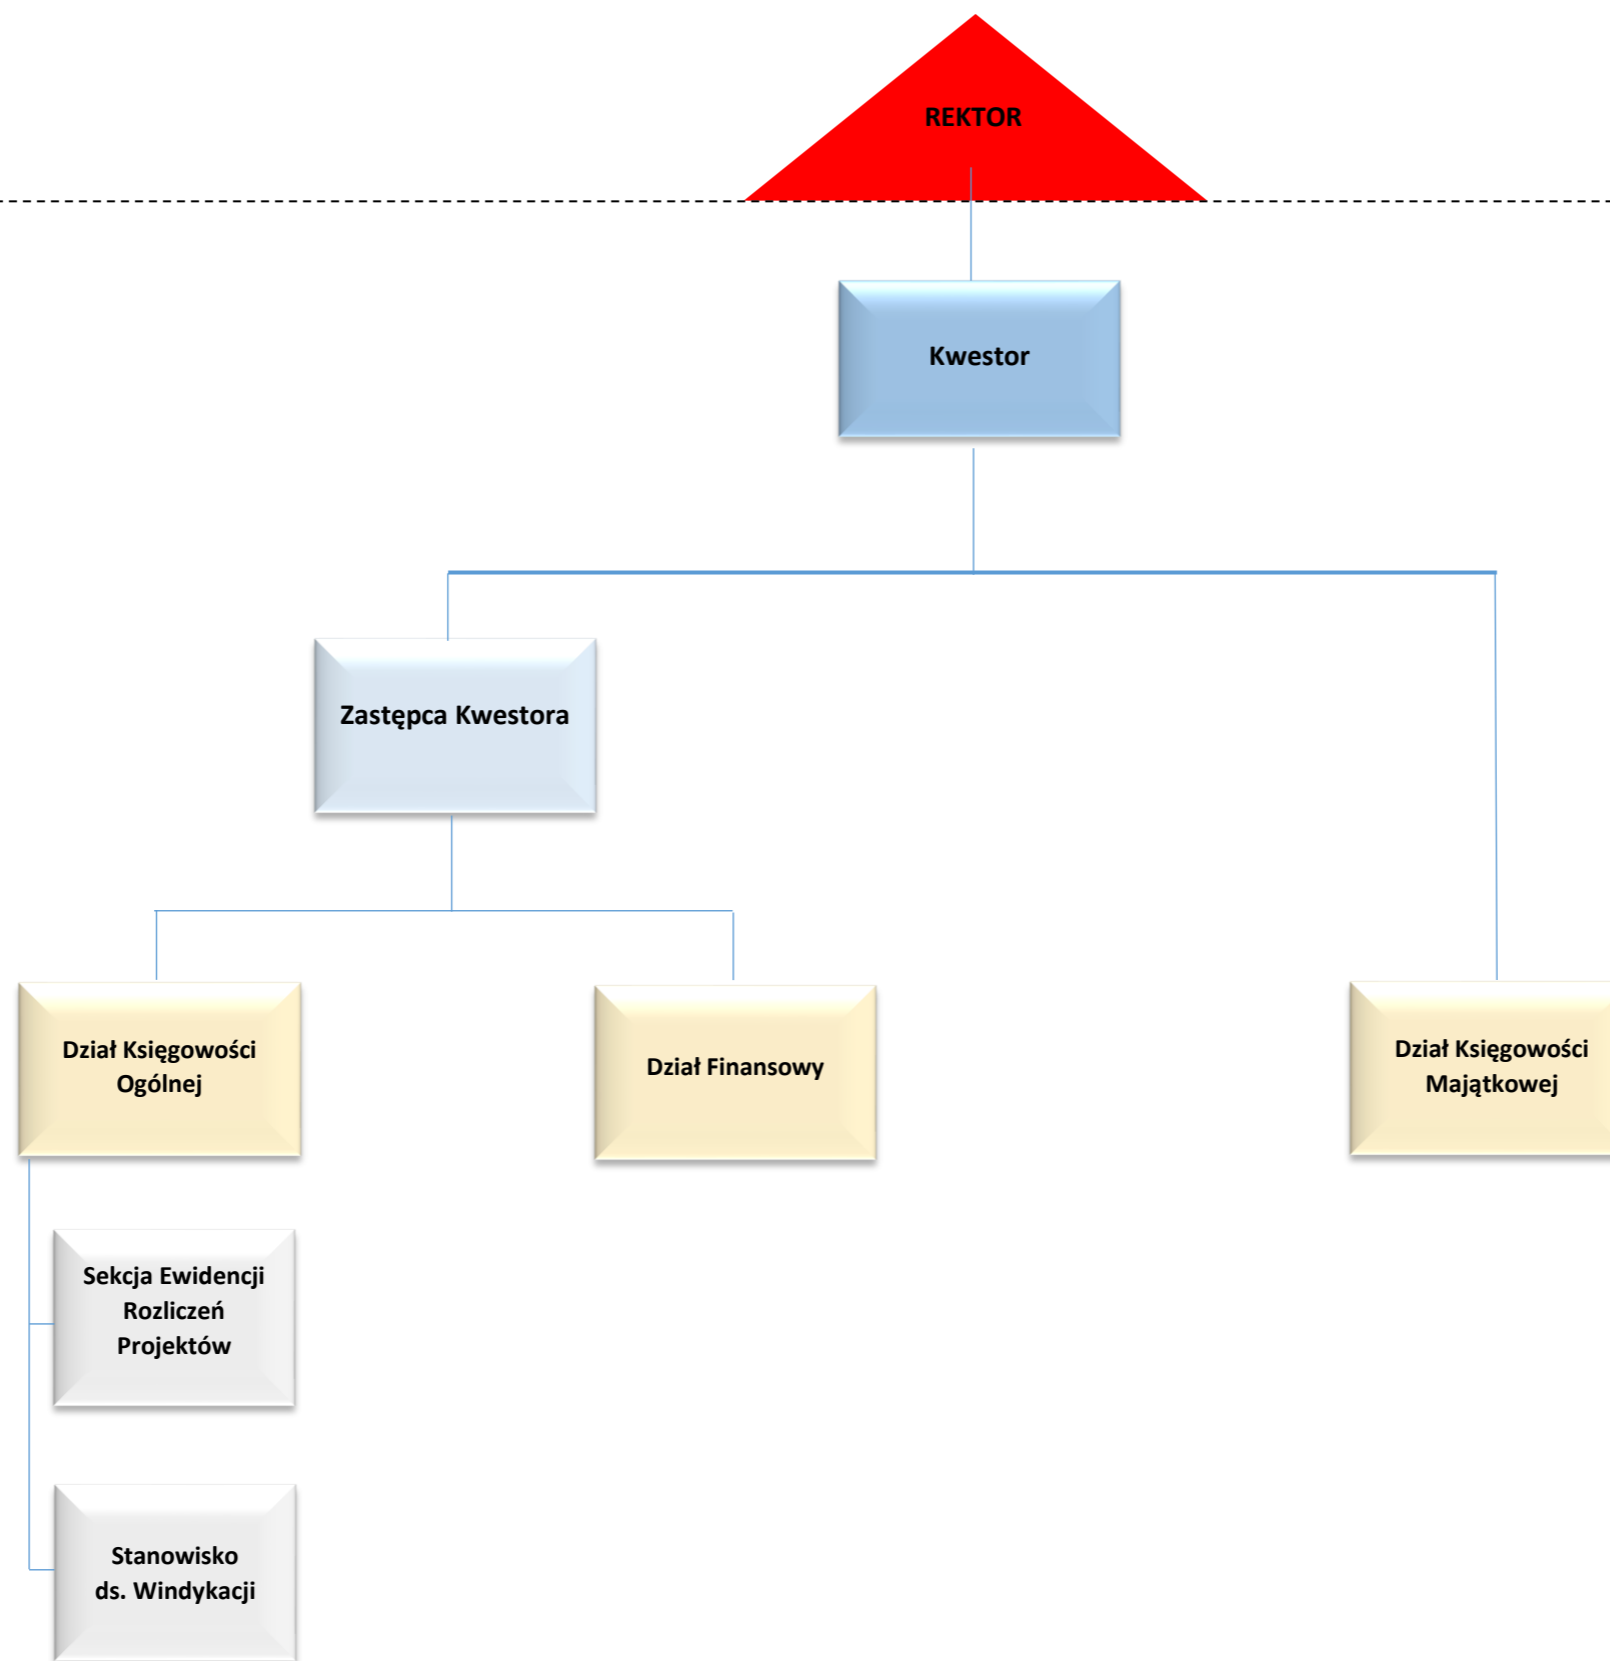 REKTOR
Kwestor
Zastępca Kwestora
Dział Księgowości
Ogólnej
Dział Finansowy
Dział Księgowości
Majątkowej
Sekcja Ewidencji
Rozliczeń
Projektów
Stanowisko
ds. Windykacji